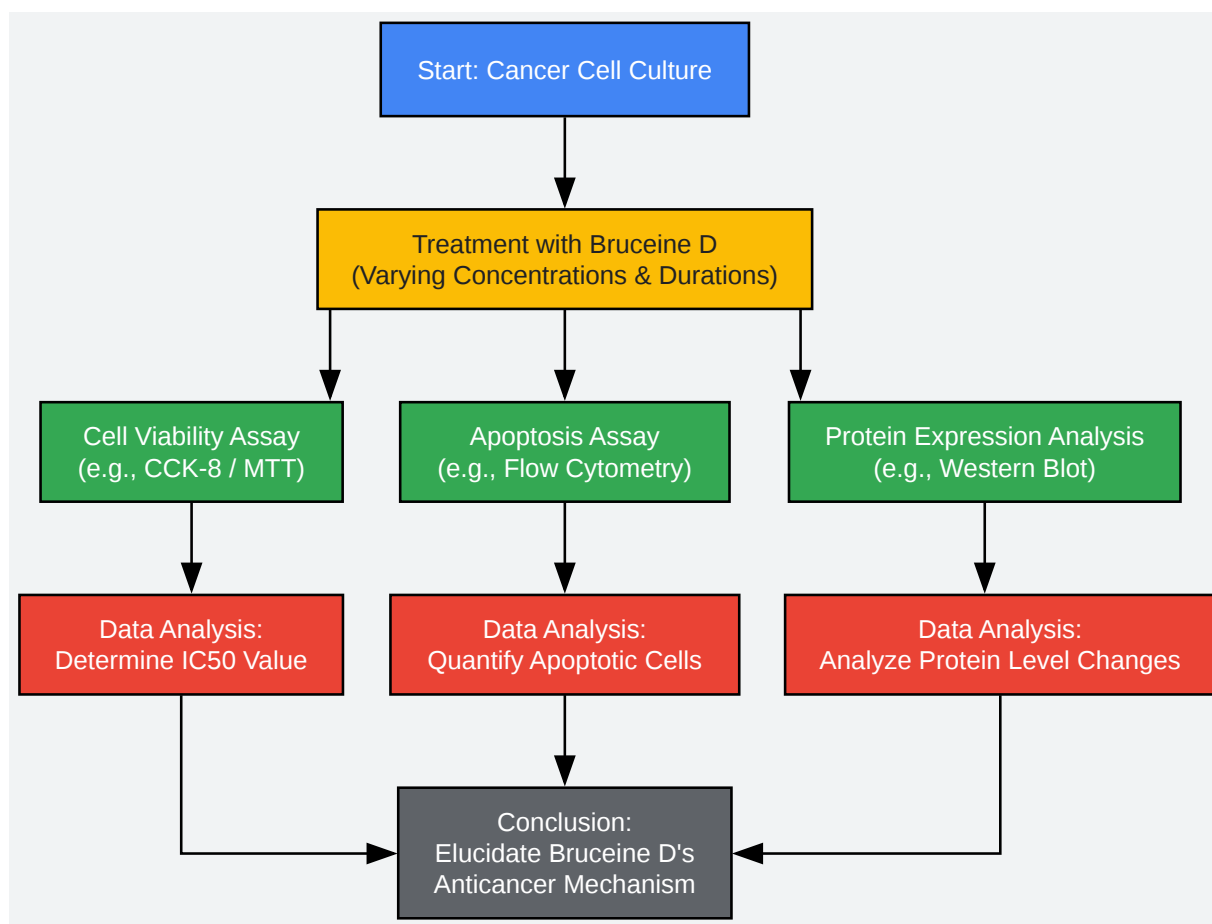 Start: Cancer Cell Culture
Treatment with Bruceine D
(Varying Concentrations & Durations)
Cell Viability Assay
(e.g., CCK-8 / MTT)
Apoptosis Assay
(e.g., Flow Cytometry)
Protein Expression Analysis
(e.g., Western Blot)
Data Analysis:
Determine IC50 Value
Data Analysis:
Quantify Apoptotic Cells
Data Analysis:
Analyze Protein Level Changes
Conclusion:
Elucidate Bruceine D's
Anticancer Mechanism